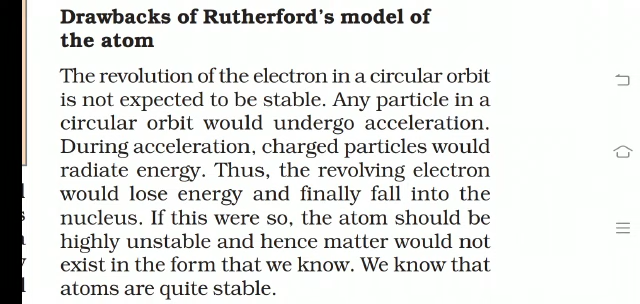 Drawbacks of Rutherford's model of
the atom
The revolution of the electron in a circular orbit
is not expected to be stable. Any particle in a
circular orbit would undergo acceleration.
During acceleration, charged particles would
radiate energy. Thus, the revolving electron
would lose energy and finally fall into the
nucleus. If this were so, the atom should be
highly unstable and hence matter would not
exist in the form that we know. We know that
atoms are quite stable.